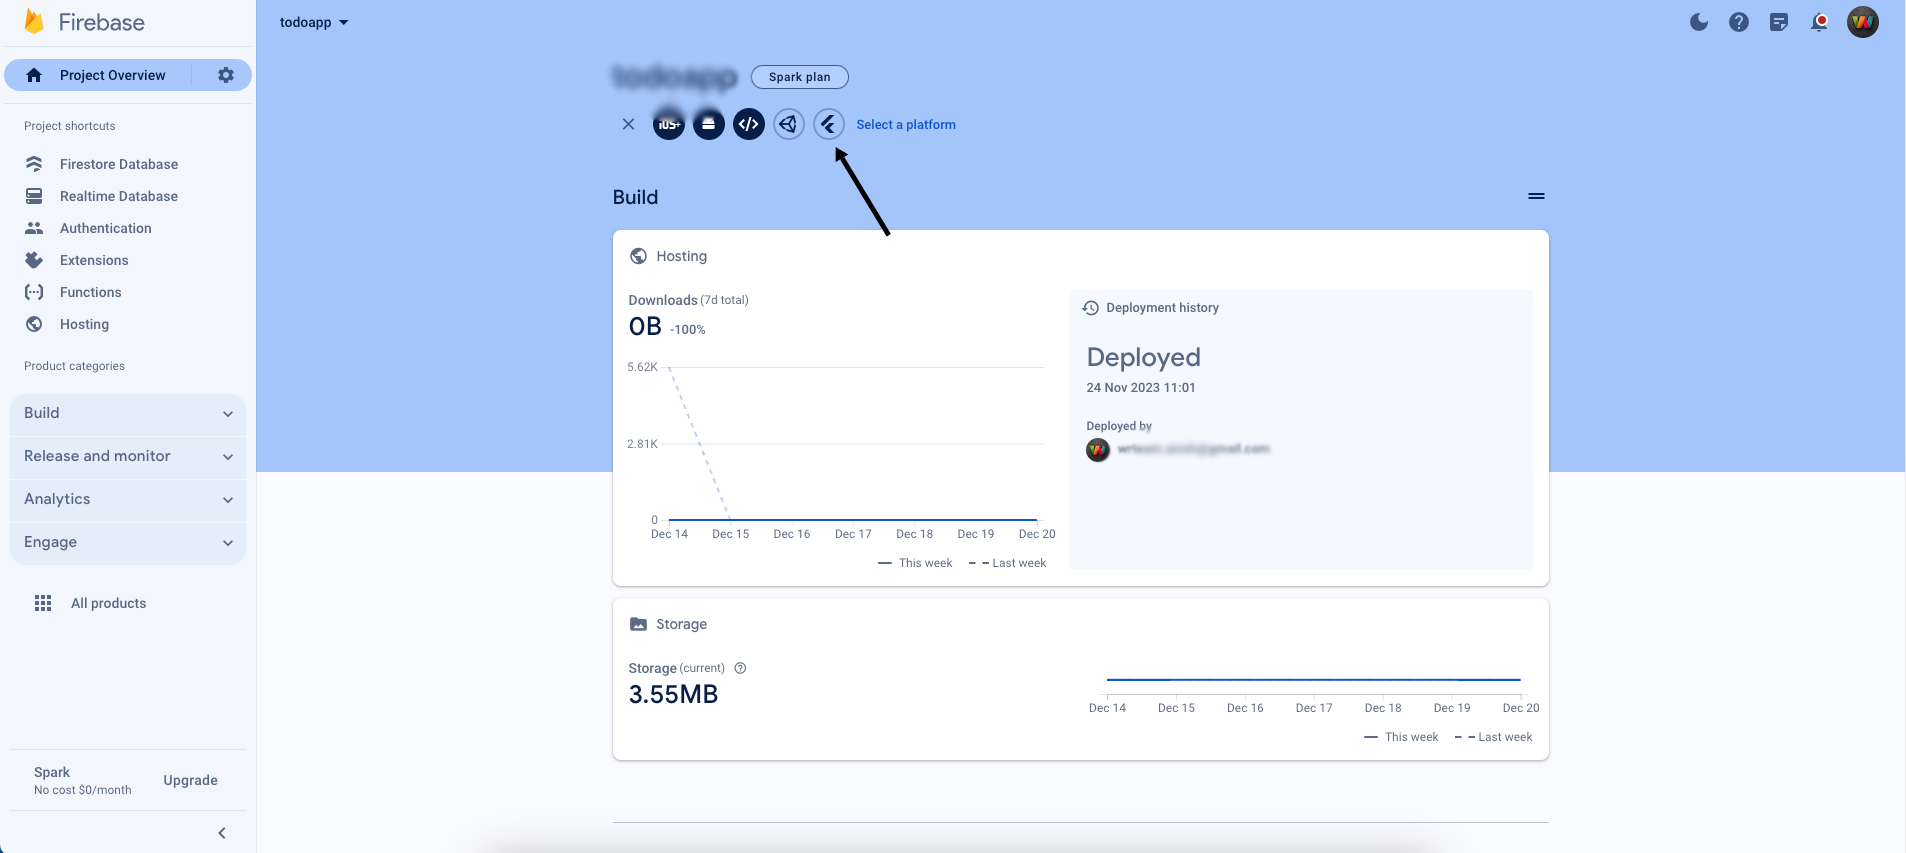 Firebase
todoapp
Project Overview
todoapp
Spark plan
Project shortcuts
iOS+
Select a platform
Firestore Database
Realtime Database
Authentication
Extensions
Functions
Hosting
Product categories
Build
Release and monitor
Analytics
Engage
All products
Spark
No cost $0/month
Upgrade
Build
Hosting
Downloads (7d total)
0B -100%
5.62K
2.81K
0
Dec 14 Dec 15 Dec 16 Dec 17 Dec 18 Dec 19 Dec 20
This week Last week
Deployment history
Deployed
24 Nov 2023 11:01
Deployed by
Storage
Storage (current)
3.55MB
Dec 14 Dec 15 Dec 16 Dec 17 Dec 18 Dec 19 Dec 20
This week Last week